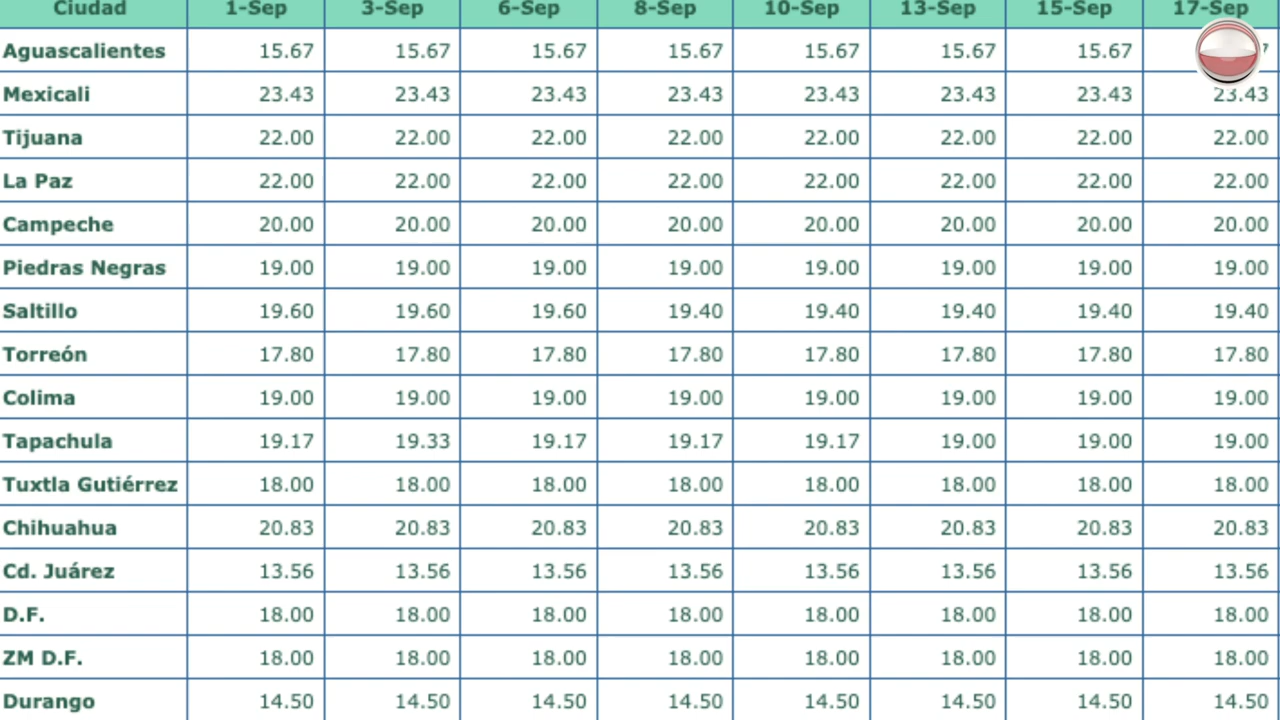 Ciudad 1-Sep 3-Sep 6-Sep 8-Sep 10-Sep 13-Sep 15-Sep 17-Sep
Aguascalientes 15.67 15.67 15.67 15.67 15.67 15.67 15.67
Mexicali 23.43 23.43 23.43 23.43 23.43 23.43 23.43 23.43
Tijuana 22.00 22.00 22.00 22.00 22.00 22.00 22.00 22.00
La Paz 22.00 22.00 22.00 22.00 22.00 22.00 22.00 22.00
Campeche 20.00 20.00 20.00 20.00 20.00 20.00 20.00 20.00
Piedras Negras 19.00 19.00 19.00 19.00 19.00 19.00 19.00 19.00
Saltillo 19.60 19.60 19.60 19.40 19.40 19.40 19.40 19.40
Torreón 17.80 17.80 17.80 17.80 17.80 17.80 17.80 17.80
Colima 19.00 19.00 19.00 19.00 19.00 19.00 19.00 19.00
Tapachula 19.17 19.33 19.17 19.17 19.17 19.00 19.00 19.00
Tuxtla Gutiérrez 18.00 18.00 18.00 18.00 18.00 18.00 18.00 18.00
Chihuahua 20.83 20.83 20.83 20.83 20.83 20.83 20.83 20.83
Cd. Juárez 13.56 13.56 13.56 13.56 13.56 13.56 13.56 13.56
D.F. 18.00 18.00 18.00 18.00 18.00 18.00 18.00 18.00
ZM D.F. 18.00 18.00 18.00 18.00 18.00 18.00 18.00 18.00
Durango 14.50 14.50 14.50 14.50 14.50 14.50 14.50 14.50